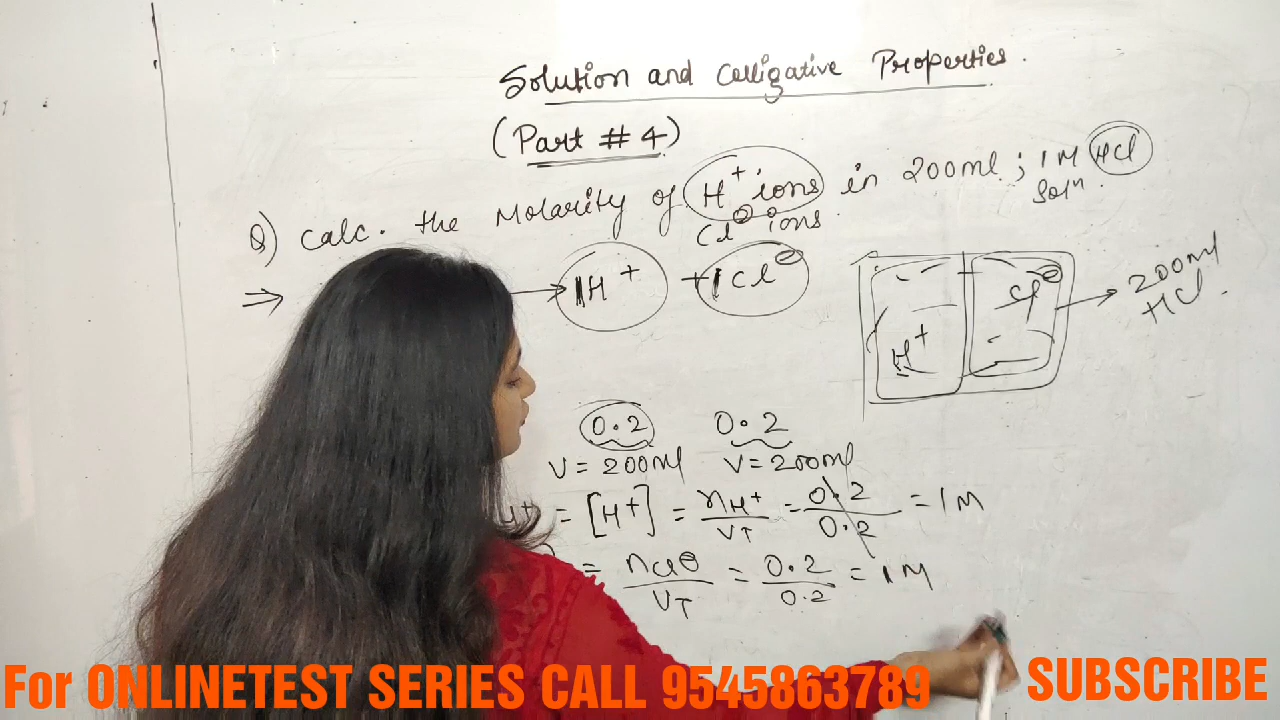 Solution and Colligative Properties.
(Part # 4)
Q) Calc. the Molarity of H⁺ ions in 200ml ; 1M HCl
Solⁿ.
Cl⊖ ions
⇒ → 1H⁺ + 1Cl⊖
H⁺ Cl⊖ → 200ml
HCl.
0.2 0.2
V = 200ml V = 200ml
H⁺ = [H⁺] = nH⁺/VT = 0.2/0.2 = 1M
= nCl⊖/VT = 0.2/0.2 = 1M
For ONLINETEST SERIES CALL 9545863789 SUBSCRIBE